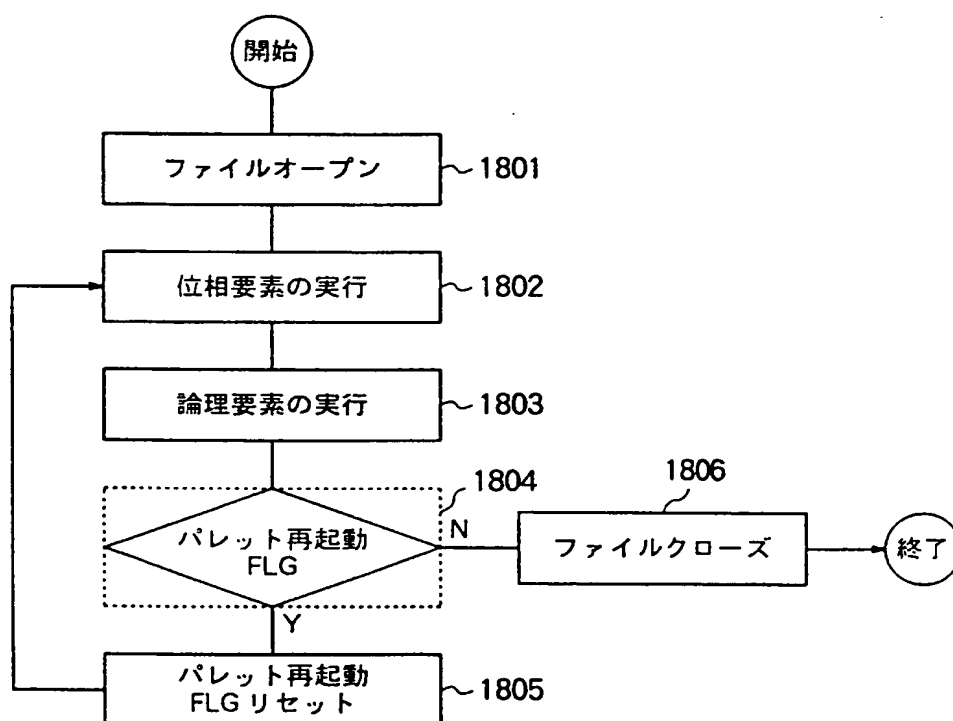 開始
ファイルオープン
1801
位相要素の実行
1802
論理要素の実行
1803
1804
パレット再起動
FLG
N
Y
1806
ファイルクローズ
終了
パレット再起動
FLG リセット
1805